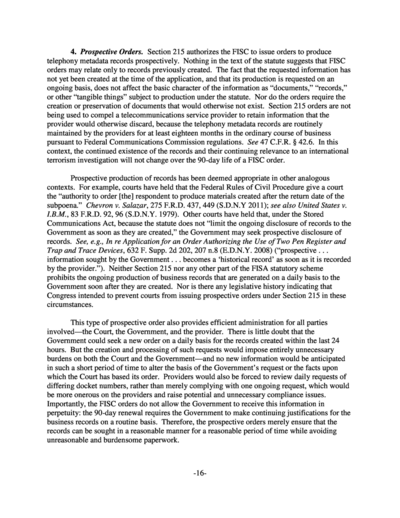 4. Prospective Orders. Section 215 authorizes the FISC to issue orders to produce
telephony metadata records prospectively. Nothing in the text of the statute suggests that FISC
orders may relate only to records previously created. The fact that the requested information has
not yet been created at the time of the application, and that its production is requested on an
ongoing basis, does not affect the basic character of the information as “documents,” “records,”
or other “tangible things” subject to production under the statute. Nor do the orders require the
creation or preservation of documents that would otherwise not exist. Section 215 orders are not
being used to compel a telecommunications service provider to retain information that the
provider would otherwise discard, because the telephony metadata records are routinely
maintained by the providers for at least eighteen months in the ordinary course of business
pursuant to Federal Communications Commission regulations. See 47 C.F.R. § 42.6. In this
context, the continued existence of the records and their continuing relevance to an international
terrorism investigation will not change over the 90-day life of a FISC order.
Prospective production of records has been deemed appropriate in other analogous
contexts. For example, courts have held that the Federal Rules of Civil Procedure give a court
the “authority to order [the] respondent to produce materials created after the return date of the
subpoena.” Chevron v. Salazar, 275 F.R.D. 437, 449 (S.D.N.Y 2011); see also United States v.
I.B.M., 83 F.R.D. 92, 96 (S.D.N.Y. 1979). Other courts have held that, under the Stored
Communications Act, because the statute does not “limit the ongoing disclosure of records to the
Government as soon as they are created,” the Government may seek prospective disclosure of
records. See, e.g., In re Application for an Order Authorizing the Use of Two Pen Register and
Trap and Trace Devices, 632 F. Supp. 2d 202, 207 n.8 (E.D.N.Y. 2008) (“prospective . . .
information sought by the Government . . . becomes a ‘historical record’ as soon as it is recorded
by the provider.”). Neither Section 215 nor any other part of the FISA statutory scheme
prohibits the ongoing production of business records that are generated on a daily basis to the
Government soon after they are created. Nor is there any legislative history indicating that
Congress intended to prevent courts from issuing prospective orders under Section 215 in these
circumstances.
This type of prospective order also provides efficient administration for all parties
involved—the Court, the Government, and the provider. There is little doubt that the
Government could seek a new order on a daily basis for the records created within the last 24
hours. But the creation and processing of such requests would impose entirely unnecessary
burdens on both the Court and the Government—and no new information would be anticipated
in such a short period of time to alter the basis of the Government’s request or the facts upon
which the Court has based its order. Providers would also be forced to review daily requests of
differing docket numbers, rather than merely complying with one ongoing request, which would
be more onerous on the providers and raise potential and unnecessary compliance issues.
Importantly, the FISC orders do not allow the Government to receive this information in
perpetuity: the 90-day renewal requires the Government to make continuing justifications for the
business records on a routine basis. Therefore, the prospective orders merely ensure that the
records can be sought in a reasonable manner for a reasonable period of time while avoiding
unreasonable and burdensome paperwork.
-16-